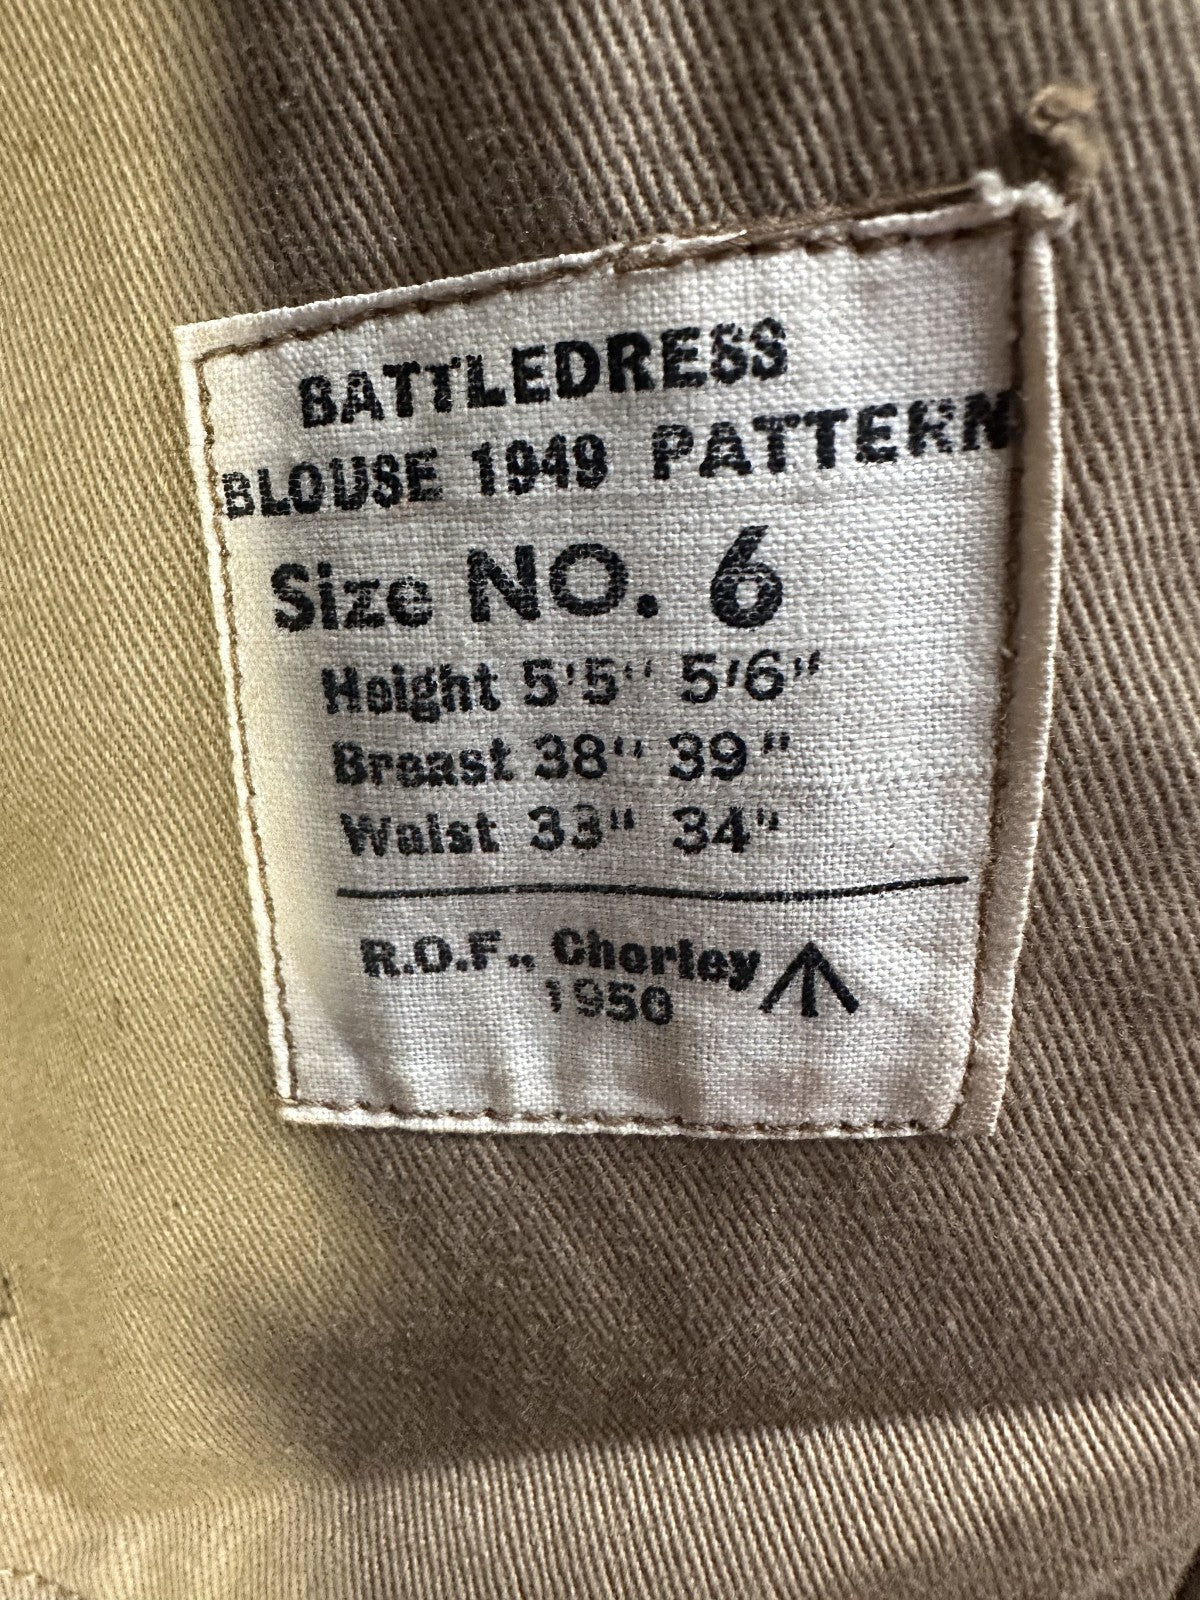 BATTLEDRESS
BLOUSE 1949 PATTERN
Size NO. 6
Height 5'5" 5'6"
Breast 38" 39"
Waist 33" 34"
R.O.F.. Chorley
1950